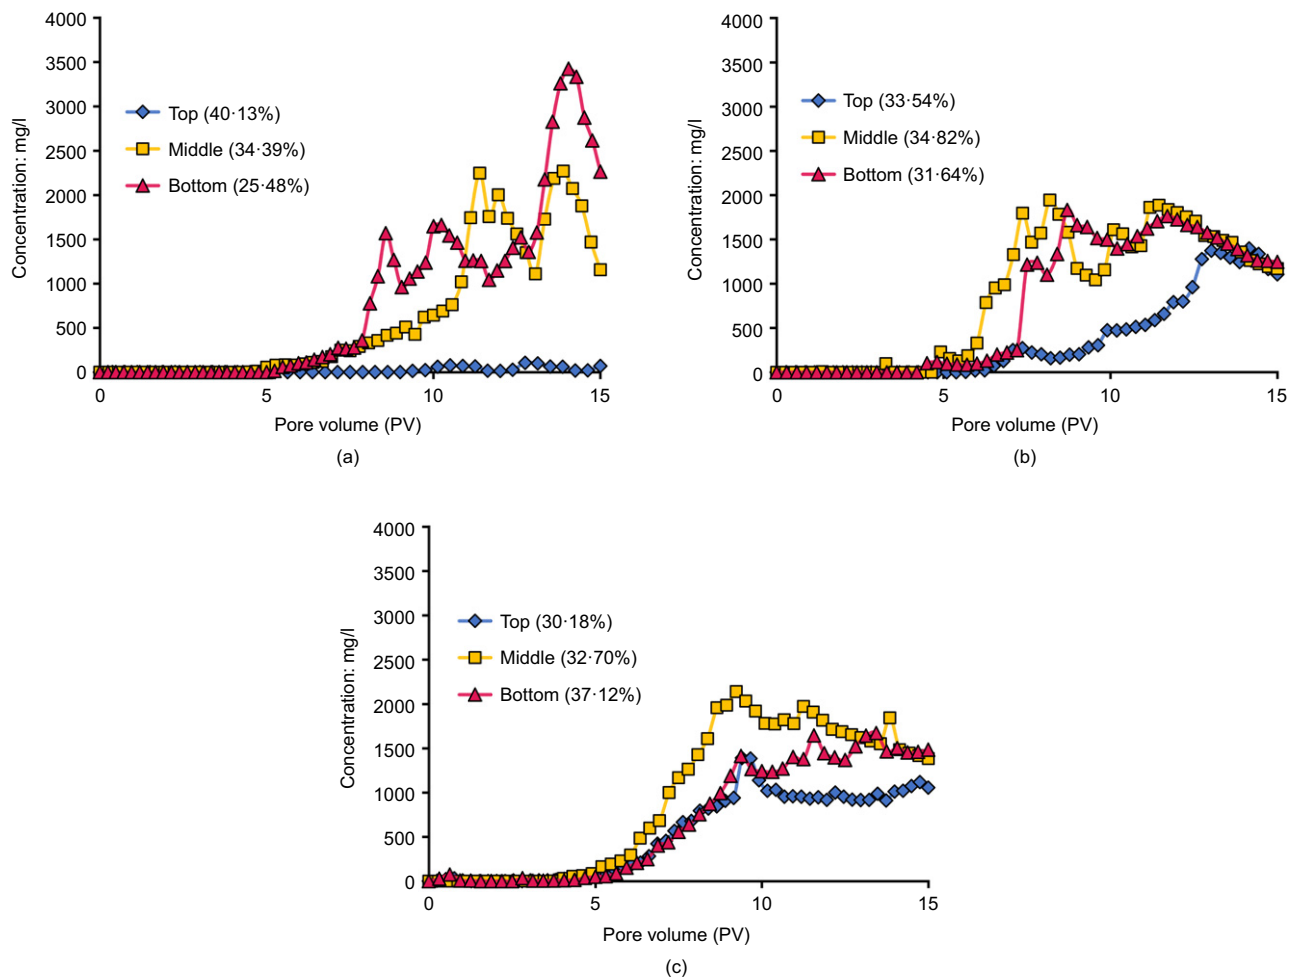 4000
3500
3000
2500
2000
1500
1000
500
0
Concentration: mg/l
Top (40·13%)
Middle (34·39%)
Bottom (25·48%)
0 5 10 15
Pore volume (PV)
(a)
4000
3500
3000
2500
2000
1500
1000
500
0
Concentration: mg/l
Top (33·54%)
Middle (34·82%)
Bottom (31·64%)
0 5 10 15
Pore volume (PV)
(b)
4000
3500
3000
2500
2000
1500
1000
500
0
Concentration: mg/l
Top (30·18%)
Middle (32·70%)
Bottom (37·12%)
0 5 10 15
Pore volume (PV)
(c)